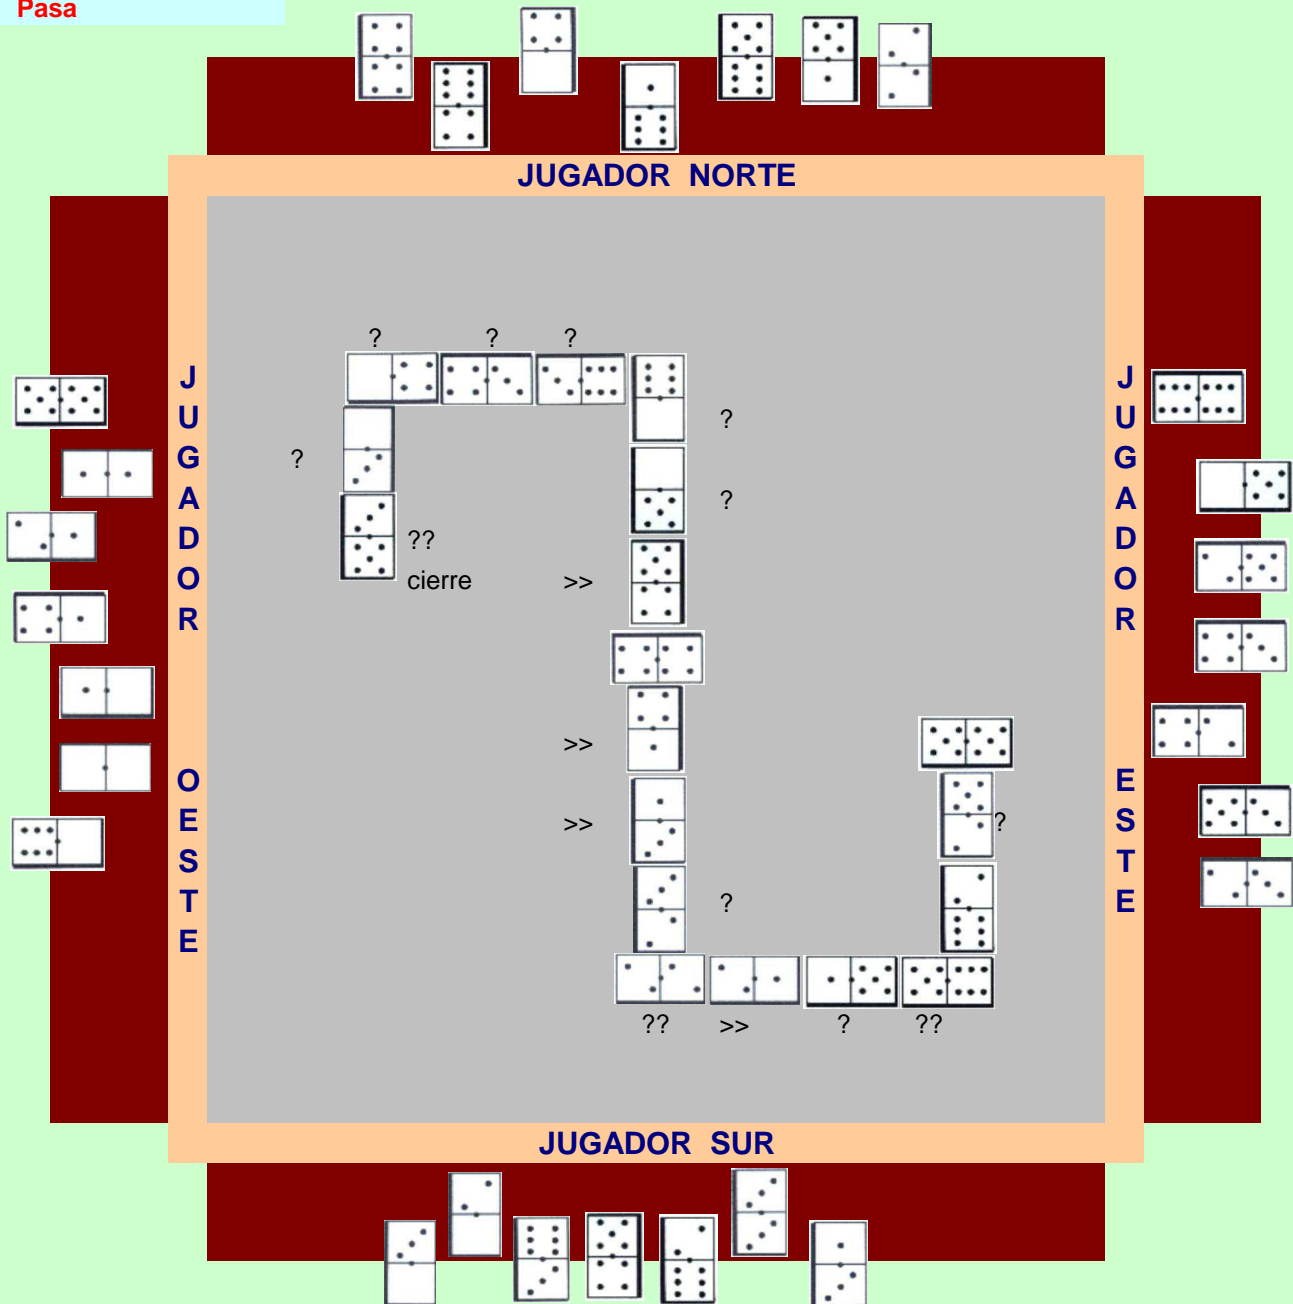 Pasa
JUGADOR NORTE
? ? ?
?
?
?
??
cierre
>>
JUGADOR OESTE
JUGADOR ESTE
>>
>>
?
?
?? >> ? ??
JUGADOR SUR